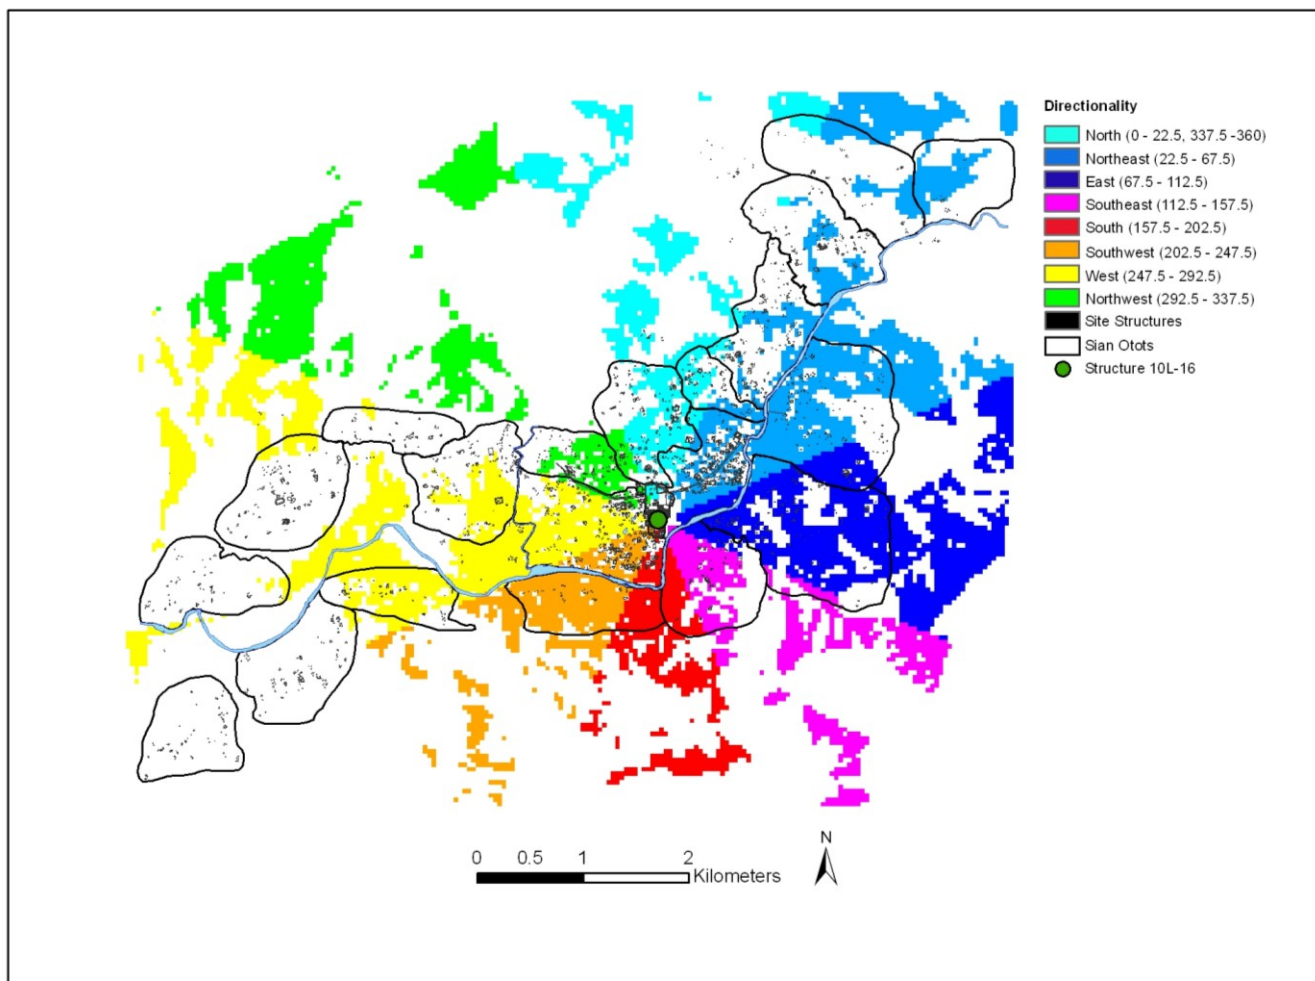 Directionality
North (0 - 22.5, 337.5 -360)
Northeast (22.5 - 67.5)
East (67.5 - 112.5)
Southeast (112.5 - 157.5)
South (157.5 - 202.5)
Southwest (202.5 - 247.5)
West (247.5 - 292.5)
Northwest (292.5 - 337.5)
Site Structures
Sian Otots
Structure 10L-16
N
0 0.5 1 2
Kilometers